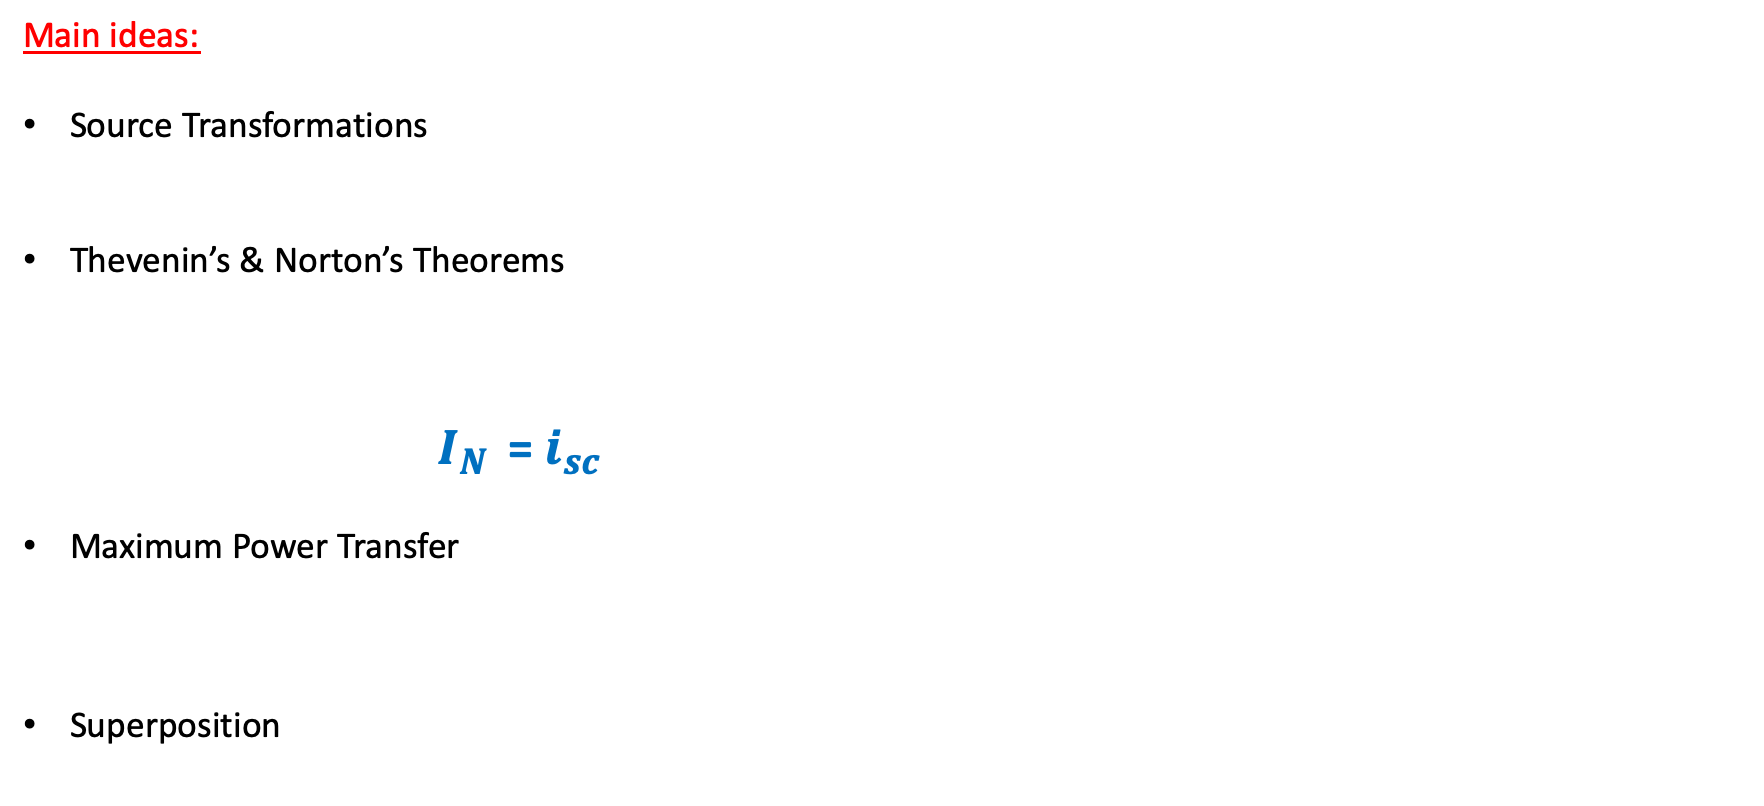 Main ideas:
• Source Transformations
• Thevenin’s & Norton’s Theorems
I_N = i_sc
• Maximum Power Transfer
• Superposition